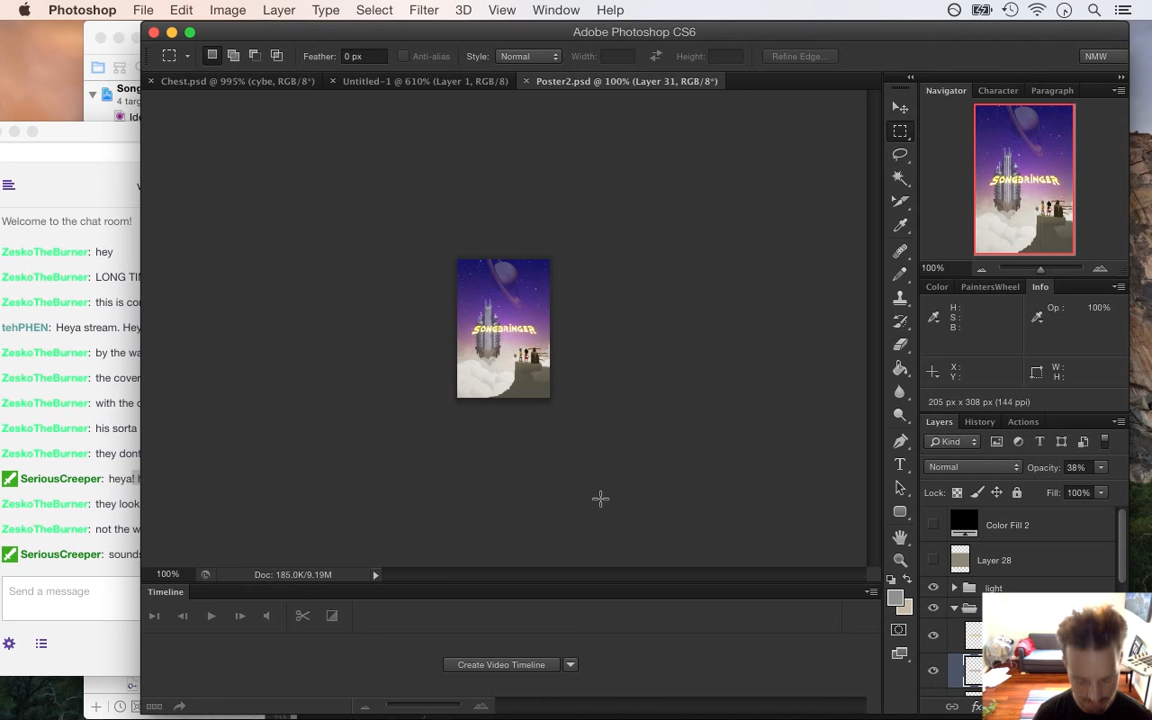 Photoshop File Edit Image Layer Type Select Filter 3D View Window Help
Adobe Photoshop CS6
Feather: 0 px Anti-alias Style: Normal Width: Height: Refine Edge... NMW
Chest.psd @ 995% (cybe, RGB/8*) Untitled-1 @ 610% (Layer 1, RGB/8) Poster2.psd @ 100% (Layer 31, RGB/8*)
Song
4 targ
Ide
Welcome to the chat room!
ZeskoTheBurner: hey
ZeskoTheBurner: LONG TI
ZeskoTheBurner: this is co
tehPHEN: Heya stream. Hey
ZeskoTheBurner: by the wa
ZeskoTheBurner: the cover
ZeskoTheBurner: with the c
ZeskoTheBurner: his sorta
ZeskoTheBurner: they dont
SeriousCreeper: heya! h
ZeskoTheBurner: they look
ZeskoTheBurner: not the w
SeriousCreeper: sounds
Send a message
SONGBRINGER
100% Doc: 185.0K/9.19M
Timeline
Create Video Timeline
Navigator Character Paragraph
SONGBRINGER
100%
Color PaintersWheel Info
H: Op: 100%
S:
B:
X: W:
Y: H:
205 px x 308 px (144 ppi)
Layers History Actions
Kind
Normal Opacity: 38%
Lock: Fill: 100%
Color Fill 2
Layer 28
light
fx